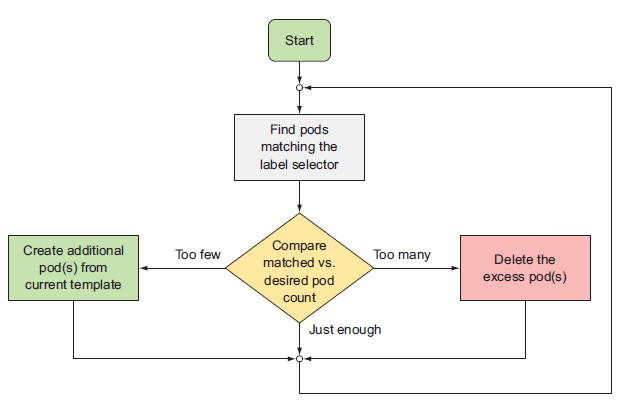 Start
Find pods
matching the
label selector
Compare
matched vs.
desired pod
count
Too few
Too many
Create additional
pod(s) from
current template
Delete the
excess pod(s)
Just enough